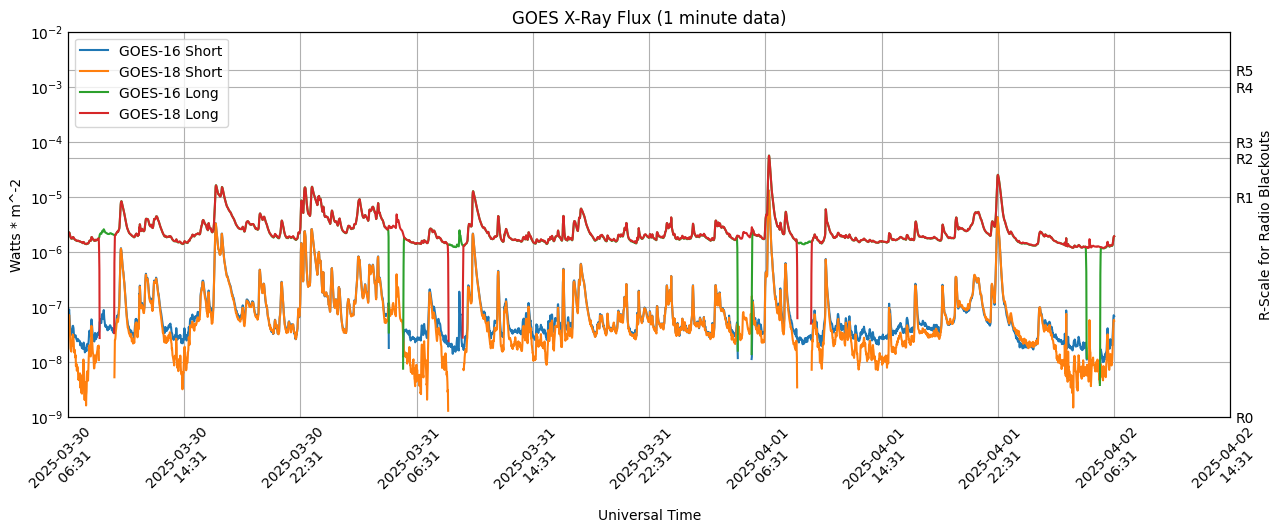 GOES X-Ray Flux (1 minute data)
GOES-16 Short
GOES-18 Short
GOES-16 Long
GOES-18 Long
10^-2
10^-3
10^-4
10^-5
10^-6
10^-7
10^-8
10^-9
Watts * m^-2
R5
R4
R3
R2
R1
R0
R-Scale for Radio Blackouts
2025-03-30
06:31
2025-03-30
14:31
2025-03-30
22:31
2025-03-31
06:31
2025-03-31
14:31
2025-03-31
22:31
2025-04-01
06:31
2025-04-01
14:31
2025-04-01
22:31
2025-04-02
06:31
2025-04-02
14:31
Universal Time